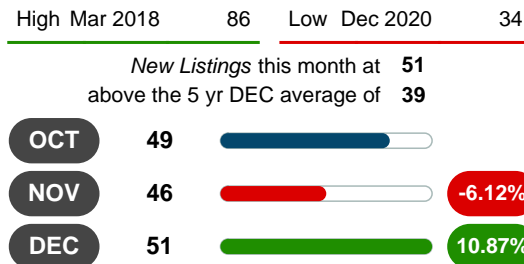 High Mar 2018 86 Low Dec 2020 34
New Listings this month at 51
above the 5 yr DEC average of 39
OCT 49
NOV 46 -6.12%
DEC 51 10.87%